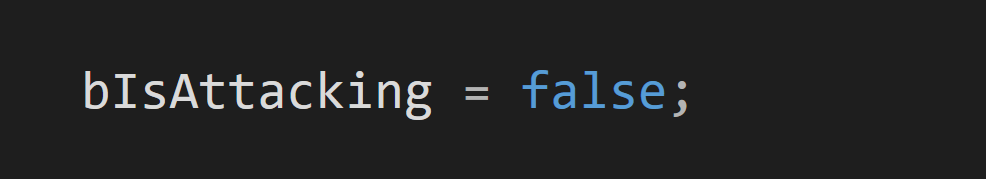 bIsAttacking = false;